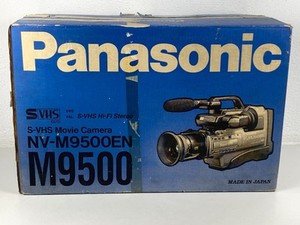 Panasonic
S VHS
S-VHS Hi-Fi Stereo
S-VHS Movie Camera
NV-M9500EN
M9500
MADE IN JAPAN